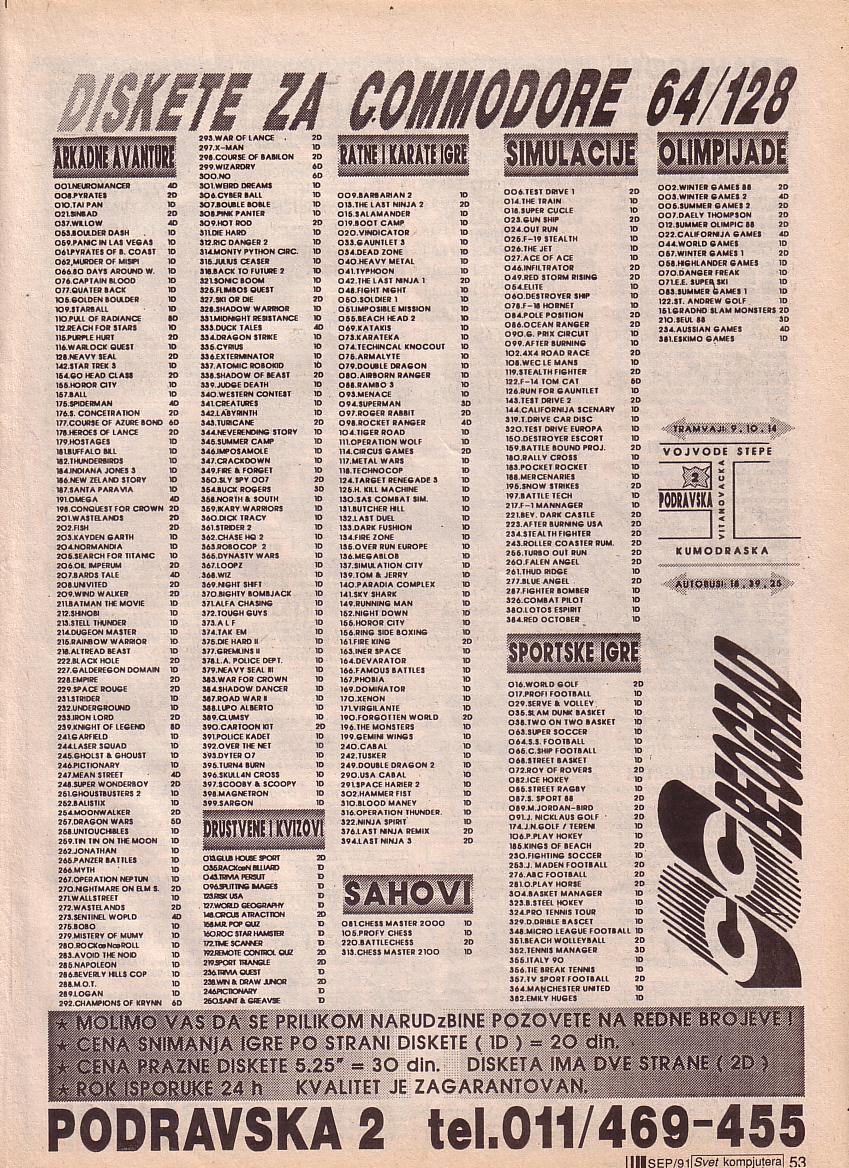 DISKETE ZA COMMODORE 64/128
ARKADNE AVANTURE
001.NEUROMANCER 4D
008.PYRATES 2D
010.TAI PAN 1D
021.SINBAD 2D
037.WILLOW 4D
058.BOULDER DASH 1D
059.PANIC IN LAS VEGAS 1D
061.PYRATES OF B. COAST 1D
062.MURDER OF MISIPI 1D
066.80 DAYS AROUND W. 1D
076.CAPTAIN BLOOD 1D
077.QUATER BACK 1D
105.GOLDEN BOULDER 1D
109.STARBALL 1D
110.PULL OF RADIANCE 8D
112.REACH FOR STARS 1D
115.PURPLE HURT 2D
116.WARLOCK QUEST 1D
128.HEAVY SEAL 2D
142.STAR TREK 3 1D
154.GO HEAD CLASS 2D
155.HOROR CITY 1D
157.BALL 1D
175.SPIDERMAN 4D
176.S. CONCETRATION 2D
177.COURSE OF AZURE BOND 6D
178.HEROES OF LANCE 2D
179.HOSTAGES 1D
181.BUFFALO BILL 1D
182.THUNDERBIRDS 1D
184.INDIANA JONES 3 1D
186.NEW ZELAND STORY 1D
187.SANTA PARAVIA 1D
191.OMEGA 4D
198.CONQUEST FOR CROWN 2D
201.WASTELANDS 2D
202.FISH 2D
203.KAYDEN GARTH 1D
204.NORMANDIA 1D
205.SEARCH FOR TITANIC 1D
206.OIL IMPERUM 2D
207.BARDS TALE 4D
208.UNVITED 2D
209.WIND WALKER 2D
211.BATMAN THE MOVIE 1D
212.SHINOBI 1D
213.STELL THUNDER 1D
214.DUGEON MASTER 1D
215.RAINBOW WARRIOR 1D
218.ALTREAD BEAST 1D
222.BLACK HOLE 2D
227.GALDEREGON DOMAIN 1D
228.EMPIRE 2D
229.SPACE ROUGE 2D
231.STRIDER 1D
232.UNDERGROUND 1D
233.IRON LORD 2D
239.KNIGHT OF LEGEND 8D
241.GARFIELD 1D
244.LASER SQUAD 1D
245.GHOLST & GHOUST 1D
246.PICTIONARY 1D
247.MEAN STREET 4D
248.SUPER WONDERBOY 2D
251.GHOUSTBUSTERS 2 1D
252.BALISTIX 1D
254.MOONWALKER 2D
257.DRAGON WARS 5D
258.UNTOUCHIBLES 1D
259.TIN TIN ON THE MOON 1D
262.JONATHAN 1D
265.PANZER BATTLES 1D
266.MYTH 1D
267.OPERATION NEPTUN 1D
270.NIGHTMARE ON ELM S. 2D
271.WALLSTREET 1D
272.WASTELANDS 2D
273.SENTINEL WOPLD 4D
275.BOBO 1D
279.MISTERY OF MUMY 1D
280.ROCKanNanROLL 1D
283.AVOID THE NOID 1D
285.NAPOLEON 1D
286.BEVERLY HILLS COP 1D
288.M.O.T. 1D
289.LOGAN 1D
292.CHAMPIONS OF KRYNN 6D
293.WAR OF LANCE 2D
297.X-MAN 1D
298.COURSE OF BABILON 2D
299.WIZARDRY 6D
300.NO 6D
301.WEIRD DREAMS 1D
306.CYBER BALL 1D
307.BOUBLE BOBLE 1D
308.PINK PANTER 1D
309.HOT ROD 2D
311.DIE HARD 1D
312.RIC DANGER 2 1D
314.MONTY PYTHON CIRC. 1D
315.JULIUS CEASER 1D
318.BACK TO FUTURE 2 1D
321.SONIC BOOM 1D
325.FLIMBOS QUEST 1D
327.SKI OR DIE 2D
328.SHADOW WARRIOR 1D
331.MIDNIGHT RESISTANCE 1D
333.DUCK TALES 4D
334.DRAGON STRIKE 1D
335.CYRIUS 1D
336.EXTERMINATOR 1D
337.ATOMIC ROBOKID 1D
338.SHADOW OF BEAST 2D
339.JUDGE DEATH 1D
340.WESTERN CONTEST 1D
341.CREATURES 1D
342.LABYRINTH 1D
343.TURICANE 2D
344.NEVERENDING STORY 1D
345.SUMMER CAMP 1D
346.IMPOSAMOLE 1D
347.CRACKDOWN 1D
349.FIRE & FORGET 1D
350.SLY SPY OO7 2D
354.BUCK ROGERS 3D
358.NORTH & SOUTH 1D
359.IKARY WARRIORS 1D
360.DICK TRACY 1D
361.STRIDER 2 1D
362.CHASE HQ 2 1D
363.ROBOCOP 2 1D
365.DYNASTY WARS 1D
367.LOOPZ 1D
368.WIZ 1D
369.NIGHT SHIFT 1D
370.BIGHTY BOMBJACK 1D
371.ALFA CHASING 1D
372.TOUGH GUYS 1D
373.A L F 1D
374.TAK EM 1D
375.DIE HARD II 1D
377.GREMLINS II 1D
378.L.A. POLICE DEPT. 1D
379.NEAVY SEAL III 1D
383.WAR FOR CROWN 1D
384.SHADOW DANCER 1D
387.ROAD WAR II 1D
388.LUPO ALBERTO 1D
389.CLUMSY 1D
390.CARTOON KIT 2D
391.POLICE KADET 1D
392.OVER THE NET 1D
393.DYTER O7 1D
395.TURN& BURN 1D
396.SKULL4N CROSS 1D
397.SCOOBY & SCOOPY 1D
398.MAGNETRON 1D
399.SARGON 1D
DRUSTVENE I KVIZOVI
013.GLUB HOUSE SPORT 2D
035.RACKonN BILLIARD 1D
043.TRIVIA PERSUIT 1D
096.SPLITTING IMAGES 1D
123.RISK USA 1D
127.WORLD GEOGRAPHY 1D
148.CIRCUS ATRACTION 2D
158.MR. POP QUIZ 1D
160.ROC STAR HAMSTER 1D
172.TIME SCANNER 1D
192.REMOTE CONTROL QUIZ 2D
219.SPORT TRIANGLE 2D
236.TRIVIA QUEST 1D
238.WIN & DRAW JUNIOR 2D
246.PICTIONARY 1D
250.SAINT & GREAVSE 1D
RATNE I KARATE IGRE
009.BARBARIAN 2 1D
013.THE LAST NINJA 2 2D
015.SALAMANDER 1D
019.BOOT CAMP 1D
020.VINDICATOR 1D
033.GAUNTLET 3 1D
034.DEAD ZONE 1D
040.HEAVY METAL 1D
041.TYPHOON 1D
042.THE LAST NINJA 1 2D
048.FIGHT NIGHT 1D
050.SOLDIER 1 1D
051.IMPOSIBLE MISSION 1D
055.BEACH HEAD 2 1D
069.KATAKIS 1D
073.KARATEKA 1D
074.TECHINCAL KNOCOUT 1D
075.ARMALYTE 1D
079.DOUBLE DRAGON 1D
080.AIRBORN RANGER 1D
088.RAMBO 3 1D
093.MENACE 1D
094.SUPERMAN 3D
097.ROGER RABBIT 2D
098.ROCKET RANGER 4D
104.TIGER ROAD 1D
111.OPERATION WOLF 1D
114.CIRCUS GAMES 2D
117.METAL WARS 1D
118.TECHNOCOP 1D
124.TARGET RENEGADE 3 1D
125.H. KILL MACHINE 1D
130.SAS COMBAT SIM. 1D
131.BUTCHER HILL 1D
132.LAST DUEL 1D
133.DARK FUSHION 1D
134.FIRE ZONE 1D
135.OVER RUN EUROPE 1D
136.MEGABLOB 1D
137.SIMULATION CITY 1D
139.TOM & JERRY 1D
140.PARADIA COMPLEX 1D
141.SKY SHARK 1D
149.RUNNING MAN 1D
152.NIGHT DOWN 1D
155.HOROR CITY 1D
156.RING SIDE BOXING 1D
161.FIRE KING 2D
163.INER SPACE 1D
164.DEVARATOR 1D
166.FAMOUS BATTLES 1D
167.PHOBIA 1D
169.DOMINATOR 1D
170.XENON 1D
171.VIRGILANTE 1D
190.FORGOTTEN WORLD 2D
196.THE MONSTERS 1D
199.GEMINI WINGS 1D
240.CABAL 1D
242.TUSKER 1D
249.DOUBLE DRAGON 2 1D
290.USA CABAL 1D
291.SPACE HARIER 2 1D
302.HAMMER FIST 1D
310.BLOOD MANEY 1D
316.OPERATION THUNDER. 1D
322.NINJA SPIRIT 1D
376.LAST NINJA REMIX 2D
394.LAST NINJA 3 2D
SAHOVI
081.CHESS MASTER 2000 1D
105.PROFY CHESS 1D
220.BATTLECHESS 2D
313.CHESS MASTER 2100 1D
SIMULACIJE
006.TEST DRIVE 1 2D
014.THE TRAIN 1D
018.SUPER CUCLE 1D
023.GUN SHIP 2D
024.OUT RUN 1D
025.F-19 STEALTH 1D
026.THE JET 1D
027.ACE OF ACE 1D
046.INFILTRATOR 2D
049.RED STORM RISING 2D
054.ELITE 1D
060.DESTROYER SHIP 1D
078.F-18 HORNET 1D
084.POLE POSITION 2D
086.OCEAN RANGER 2D
090.G. PRIX CIRCUIT 1D
099.AFTER BURNING 1D
102.4X4 ROAD RACE 2D
108.WEC LE MANS 1D
119.STEALTH FIGHTER 2D
122.F-14 TOM CAT 5D
126.RUN FOR GAUNTLET 1D
143.TEST DRIVE 2 2D
144.CALIFORNIJA SCENARY 1D
319.T.DRIVE CAR DISC 1D
320.TEST DRIVE EUROPA 1D
150.DESTROYER ESCORT 1D
159.BATTLE BOUND PROJ. 2D
180.RALLY CROSS 1D
183.POCKET ROCKET 1D
188.MERCENARIES 1D
195.SNOW STRIKES 2D
197.BATTLE TECH 1D
217.F-1 MANNAGER 1D
221.BEY. DARK CASTLE 2D
223.AFTER BURNING USA 2D
234.STEALTH FIGHTER 2D
243.ROLLER COASTER RUM. 2D
255.TURBO OUT RUN 2D
260.FALEN ANGEL 2D
261.THUD RIDGE 1D
277.BLUE ANGEL 2D
287.FIGHTER BOMBER 1D
326.COMBAT PILOT 1D
380.LOTOS ESPIRIT 1D
384.RED OCTOBER 1D
SPORTSKE IGRE
016.WORLD GOLF 2D
017.PROFI FOOTBALL 1D
029.SERVE & VOLLEY 1D
035.SLAM DUNK BASKET 1D
038.TWO ON TWO BASKET 1D
063.SUPER SOCCER 1D
064.S.S. FOOTBALL 1D
065.C.SHIP FOOTBALL 1D
068.STREET BASKET 1D
072.ROY OF ROVERS 2D
082.ICE HOKEY 1D
085.STREET RAGBY 1D
087.S. SPORT 88 2D
089.M.JORDAN-BIRD 2D
091.J. NICKLAUS GOLF 2D
174.J.N.GOLF / TERENI 1D
106.P.PLAY HOKEY 1D
185.KINGS OF BEACH 2D
230.FIGHTING SOCCER 1D
253.J. MADEN FOOTBALL 2D
276.ABC FOOTBALL 2D
281.O.PLAY HORSE 2D
304.BASKET MANAGER 1D
323.B.STEEL HOKEY 1D
324.PRO TENNIS TOUR 1D
329.D.DRIBLE BASCET 1D
348.MICRO LEAGUE FOOTBALL 1D
351.BEACH WOLLEYBALL 2D
352.TENNIS MANAGER 3D
355.ITALY 90 1D
356.TIE BREAK TENNIS 1D
357.TV SPORT FOOTBALL 2D
364.MANCHESTER UNITED 1D
382.EMILY HUGES 1D
OLIMPIJADE
002.WINTER GAMES 88 2D
003.WINTER GAMES 2 4D
005.SUMMER GAMES 2 2D
007.DAELY THOMPSON 2D
012.SUMMER OLIMPIC 88 2D
022.CALIFORNIJA GAMES 4D
044.WORLD GAMES 1D
057.WINTER GAMES 1 2D
058.HIGHLANDER GAMES 1D
070.DANGER FREAK 1D
071.E.E. SUPER SKI 1D
083.SUMMER GAMES 1 1D
122.ST. ANDREW GOLF 1D
151.GRADND SLAM MONSTERS 2D
210.SEUL 88 3D
234.AUSSIAN GAMES 4D
381.ESKIMO GAMES 1D
TRAMVAJI: 9 , 10 , 14
VOJVODE STEPE
2
PODRAVSKA
VITANOVACKA
KUMODRASKA
AUTOBUSI: 18 , 39 , 25
BEOGRAD
★ MOLIMO VAS DA SE PRILIKOM NARUDzBINE POZOVETE NA REDNE BROJEVE !
★ CENA SNIMANJA IGRE PO STRANI DISKETE ( 1D ) = 20 din.
★ CENA PRAZNE DISKETE 5.25" = 30 din. DISKETA IMA DVE STRANE ( 2D )
★ ROK ISPORUKE 24 h KVALITET JE ZAGARANTOVAN.
PODRAVSKA 2 tel.011/469-455
SEP/91 Svet kompjutera 53